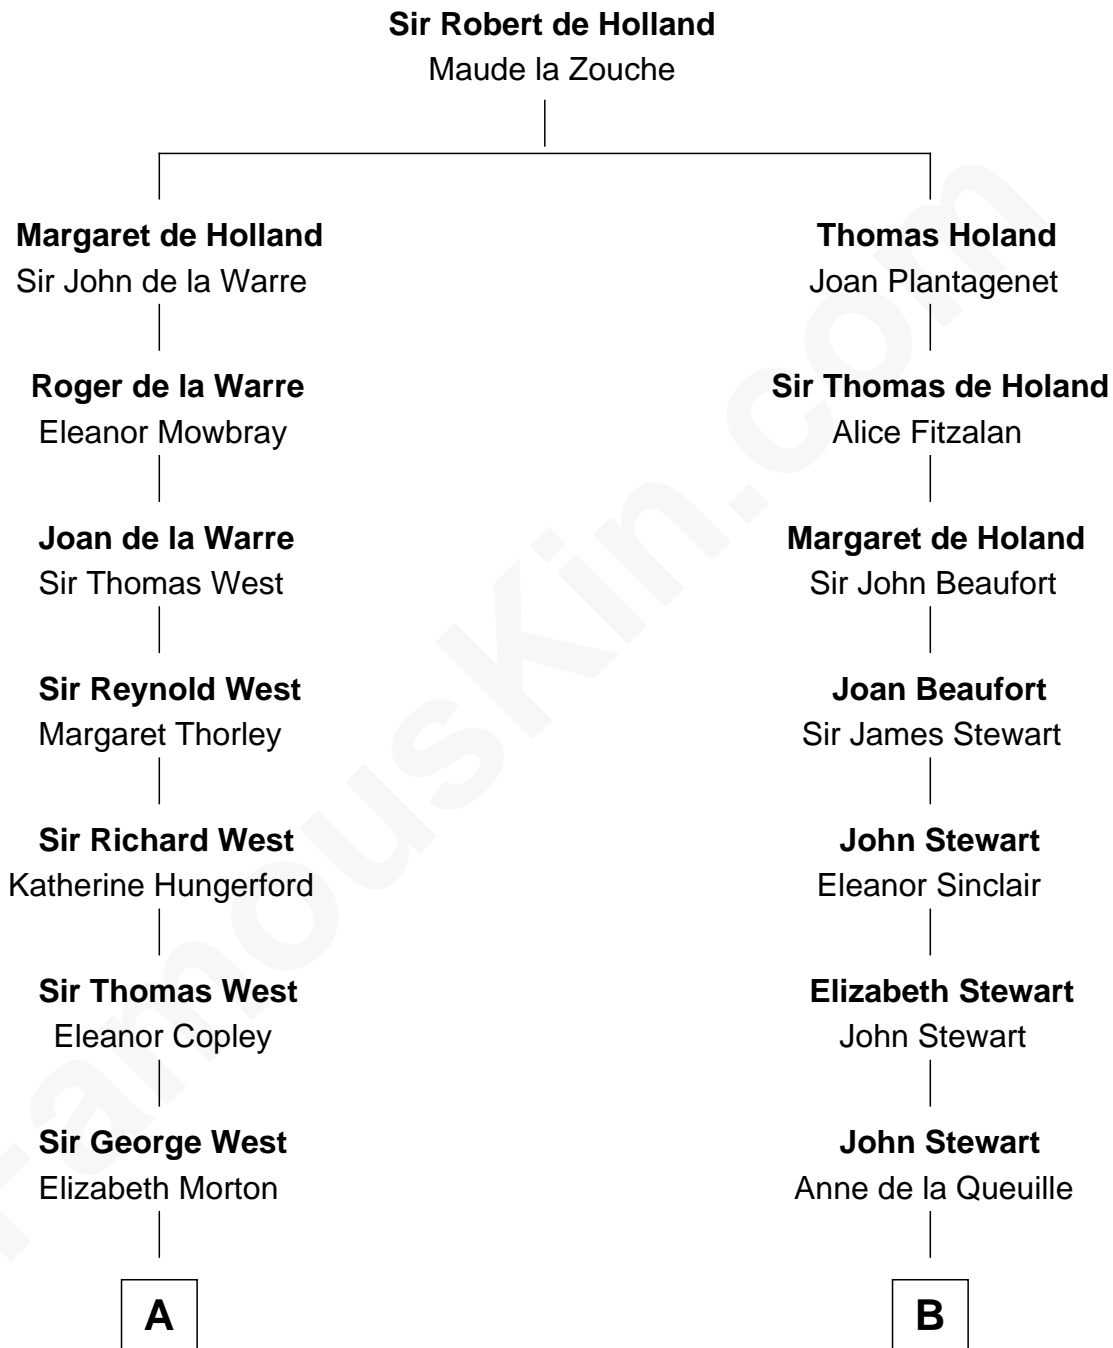 Sir Robert de Holland
Maude la Zouche
Margaret de Holland
Sir John de la Warre
Thomas Holand
Joan Plantagenet
Roger de la Warre
Eleanor Mowbray
Sir Thomas de Holand
Alice Fitzalan
Joan de la Warre
Sir Thomas West
Margaret de Holand
Sir John Beaufort
Sir Reynold West
Margaret Thorley
Joan Beaufort
Sir James Stewart
Sir Richard West
Katherine Hungerford
John Stewart
Eleanor Sinclair
Sir Thomas West
Eleanor Copley
Elizabeth Stewart
John Stewart
Sir George West
Elizabeth Morton
John Stewart
Anne de la Queuille
A
B
FamousKin.com